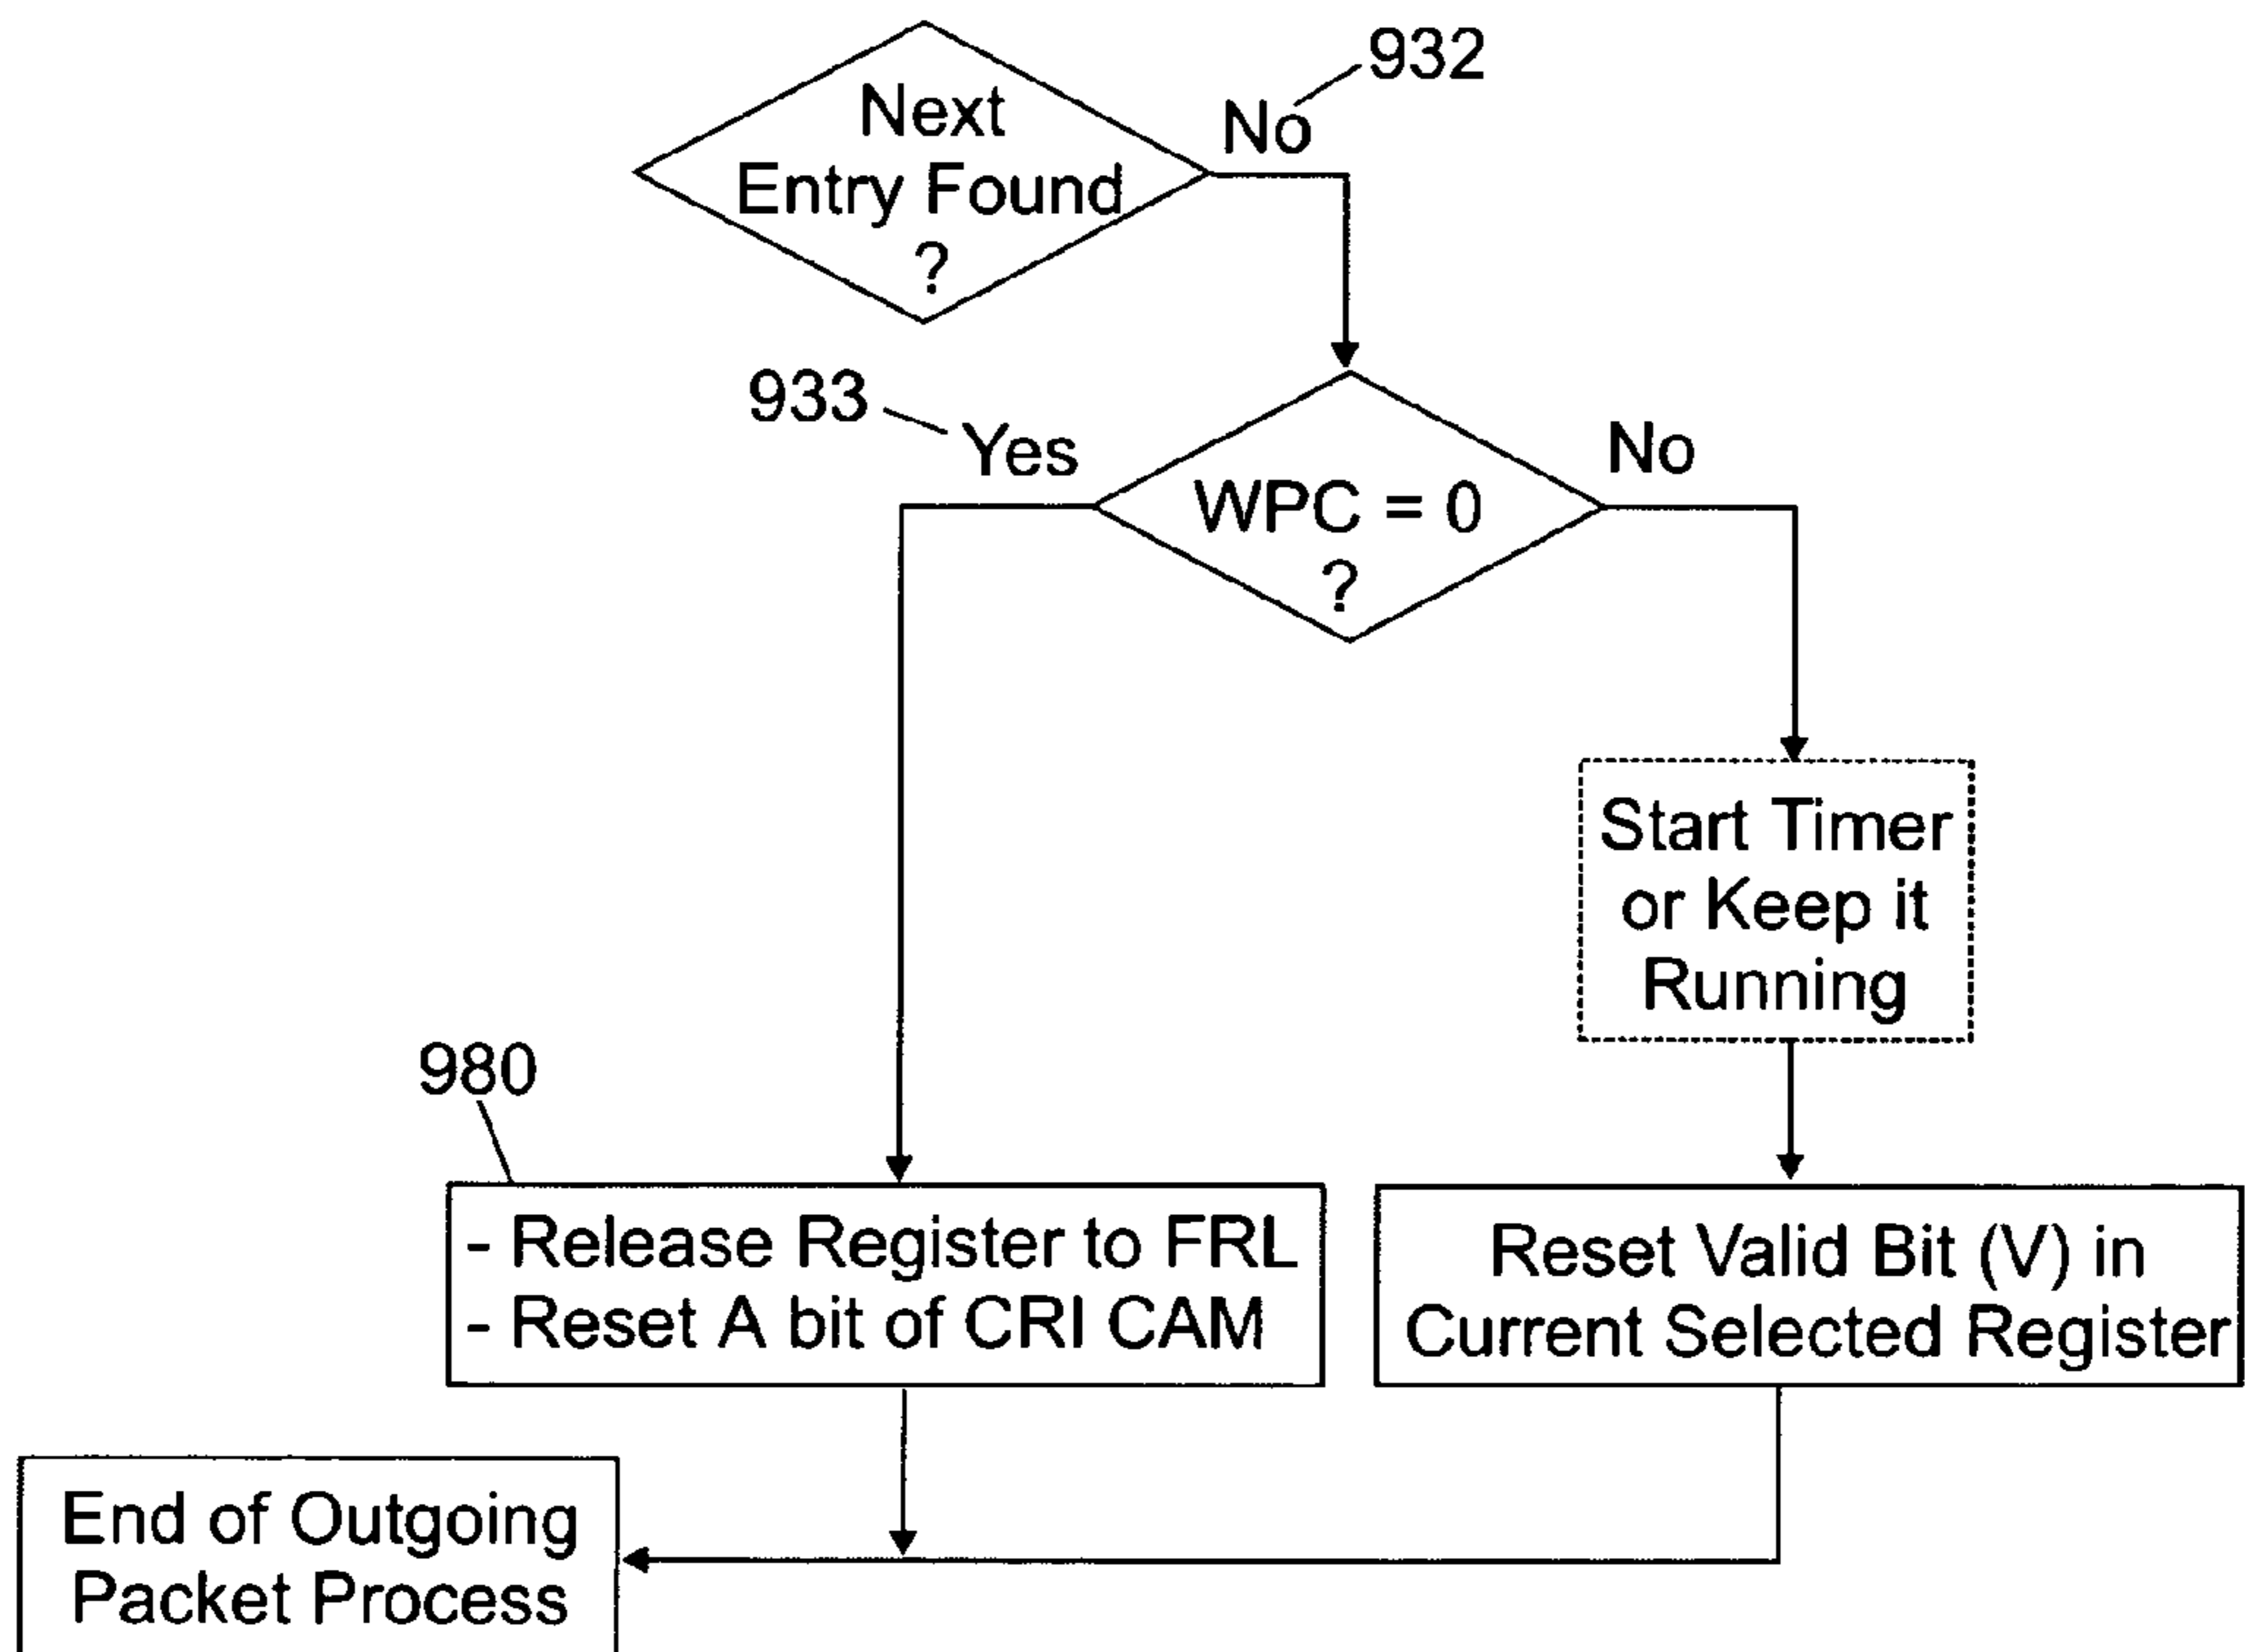 932
Next
Entry Found
?
No
933
Yes
WPC = 0
?
No
Start Timer
or Keep it
Running
980
- Release Register to FRL
- Reset A bit of CRI CAM
Reset Valid Bit (V) in
Current Selected Register
End of Outgoing
Packet Process